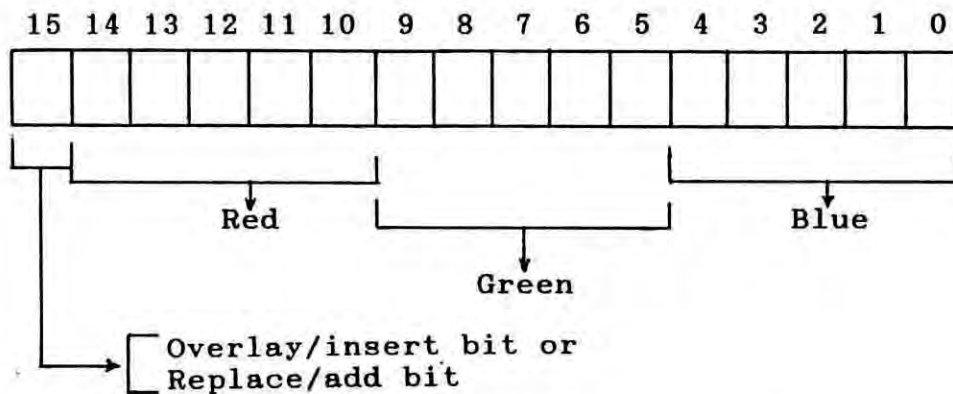 15 14 13 12 11 10 9 8 7 6 5 4 3 2 1 0
Red
Blue
Green
Overlay/insert bit or
Replace/add bit